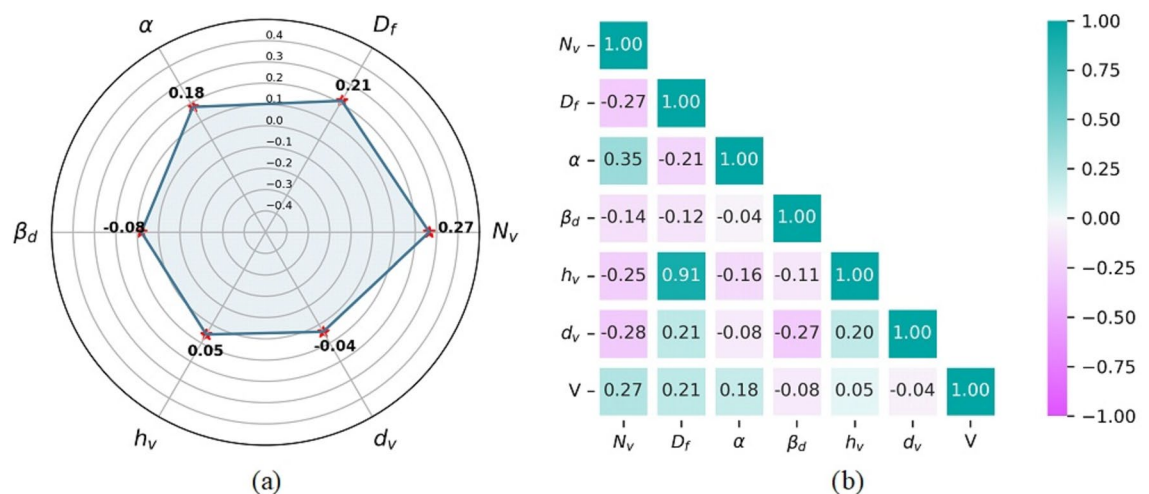 α
D_f
0.4
0.3
0.2
0.1
0.0
−0.1
−0.2
−0.3
−0.4
0.18
0.21
β_d
-0.08
0.27
N_v
0.05
-0.04
h_v
d_v
(a)
N_v 1.00
D_f -0.27 1.00
α 0.35 -0.21 1.00
β_d -0.14 -0.12 -0.04 1.00
h_v -0.25 0.91 -0.16 -0.11 1.00
d_v -0.28 0.21 -0.08 -0.27 0.20 1.00
V 0.27 0.21 0.18 -0.08 0.05 -0.04 1.00
N_v D_f α β_d h_v d_v V
1.00
0.75
0.50
0.25
0.00
−0.25
−0.50
−0.75
−1.00
(b)